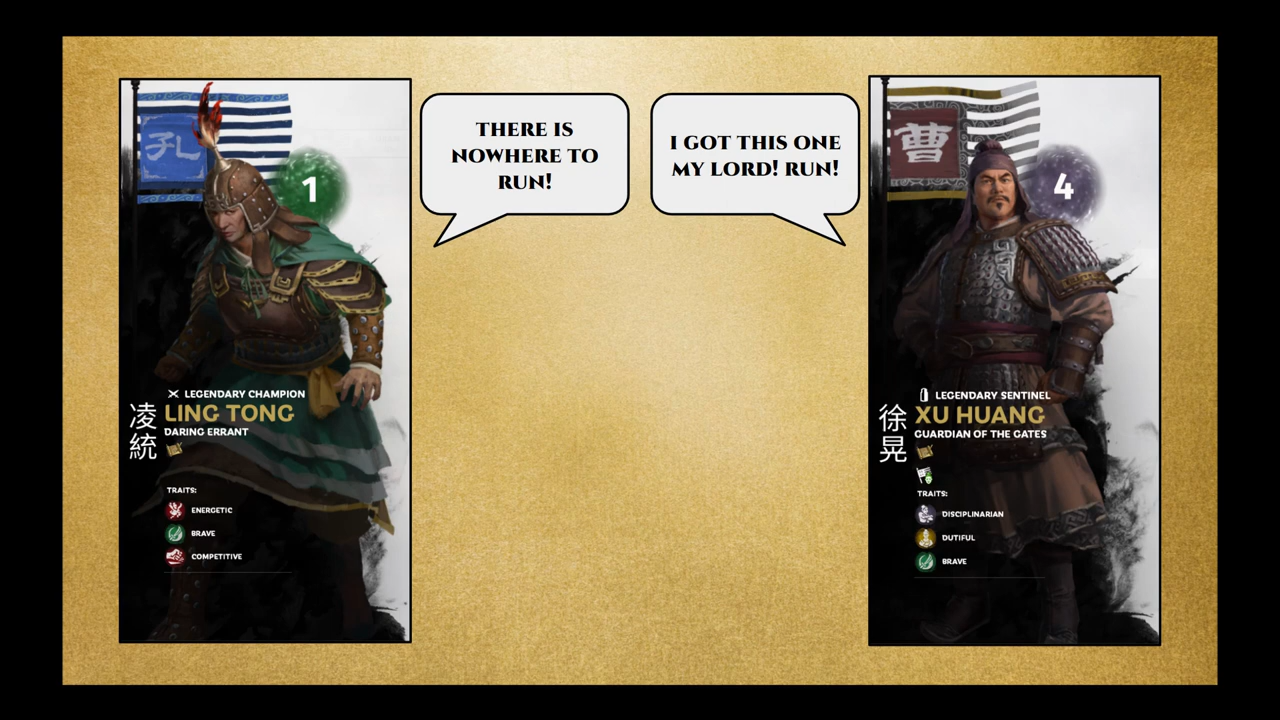 孔
1
THERE IS
NOWHERE TO
RUN!
I GOT THIS ONE
MY LORD! RUN!
曹
4
凌統
LEGENDARY CHAMPION
LING TONG
DARING ERRANT
TRAITS:
ENERGETIC
BRAVE
COMPETITIVE
徐晃
LEGENDARY SENTINEL
XU HUANG
GUARDIAN OF THE GATES
TRAITS:
DISCIPLINARIAN
DUTIFUL
BRAVE